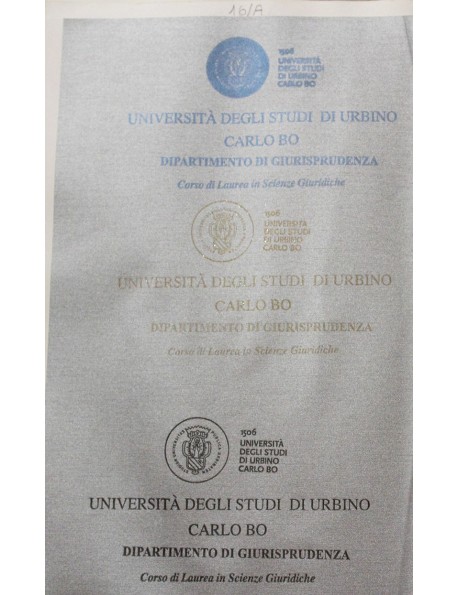 16/A
1506
UNIVERSITÀ
DEGLI STUDI
DI URBINO
CARLO BO
UNIVERSITÀ DEGLI STUDI DI URBINO
CARLO BO
DIPARTIMENTO DI GIURISPRUDENZA
Corso di Laurea in Scienze Giuridiche
1506
UNIVERSITÀ
DEGLI STUDI
DI URBINO
CARLO BO
UNIVERSITÀ DEGLI STUDI DI URBINO
CARLO BO
DIPARTIMENTO DI GIURISPRUDENZA
Corso di Laurea in Scienze Giuridiche
1506
UNIVERSITÀ
DEGLI STUDI
DI URBINO
CARLO BO
UNIVERSITÀ DEGLI STUDI DI URBINO
CARLO BO
DIPARTIMENTO DI GIURISPRUDENZA
Corso di Laurea in Scienze Giuridiche